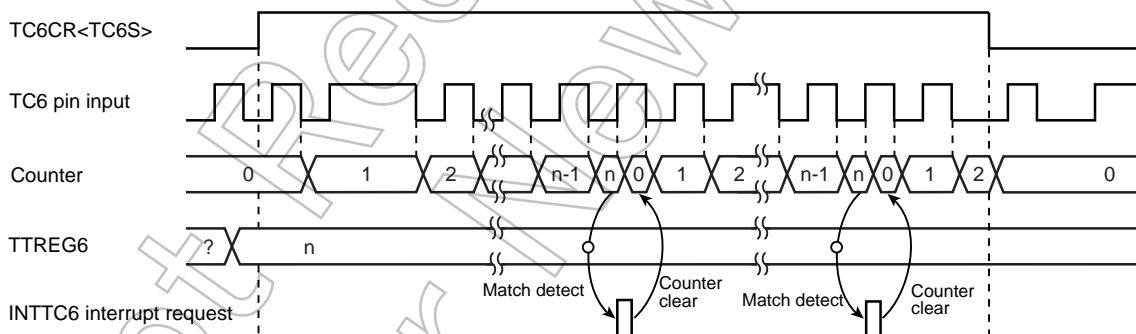 TC6CR<TC6S>
TC6 pin input
Counter 0 1 2 n-1 n 0 1 2 n-1 n 0 1 2 0
TTREG6 ? n
Match detect Counter clear Match detect Counter clear
INTTC6 interrupt request